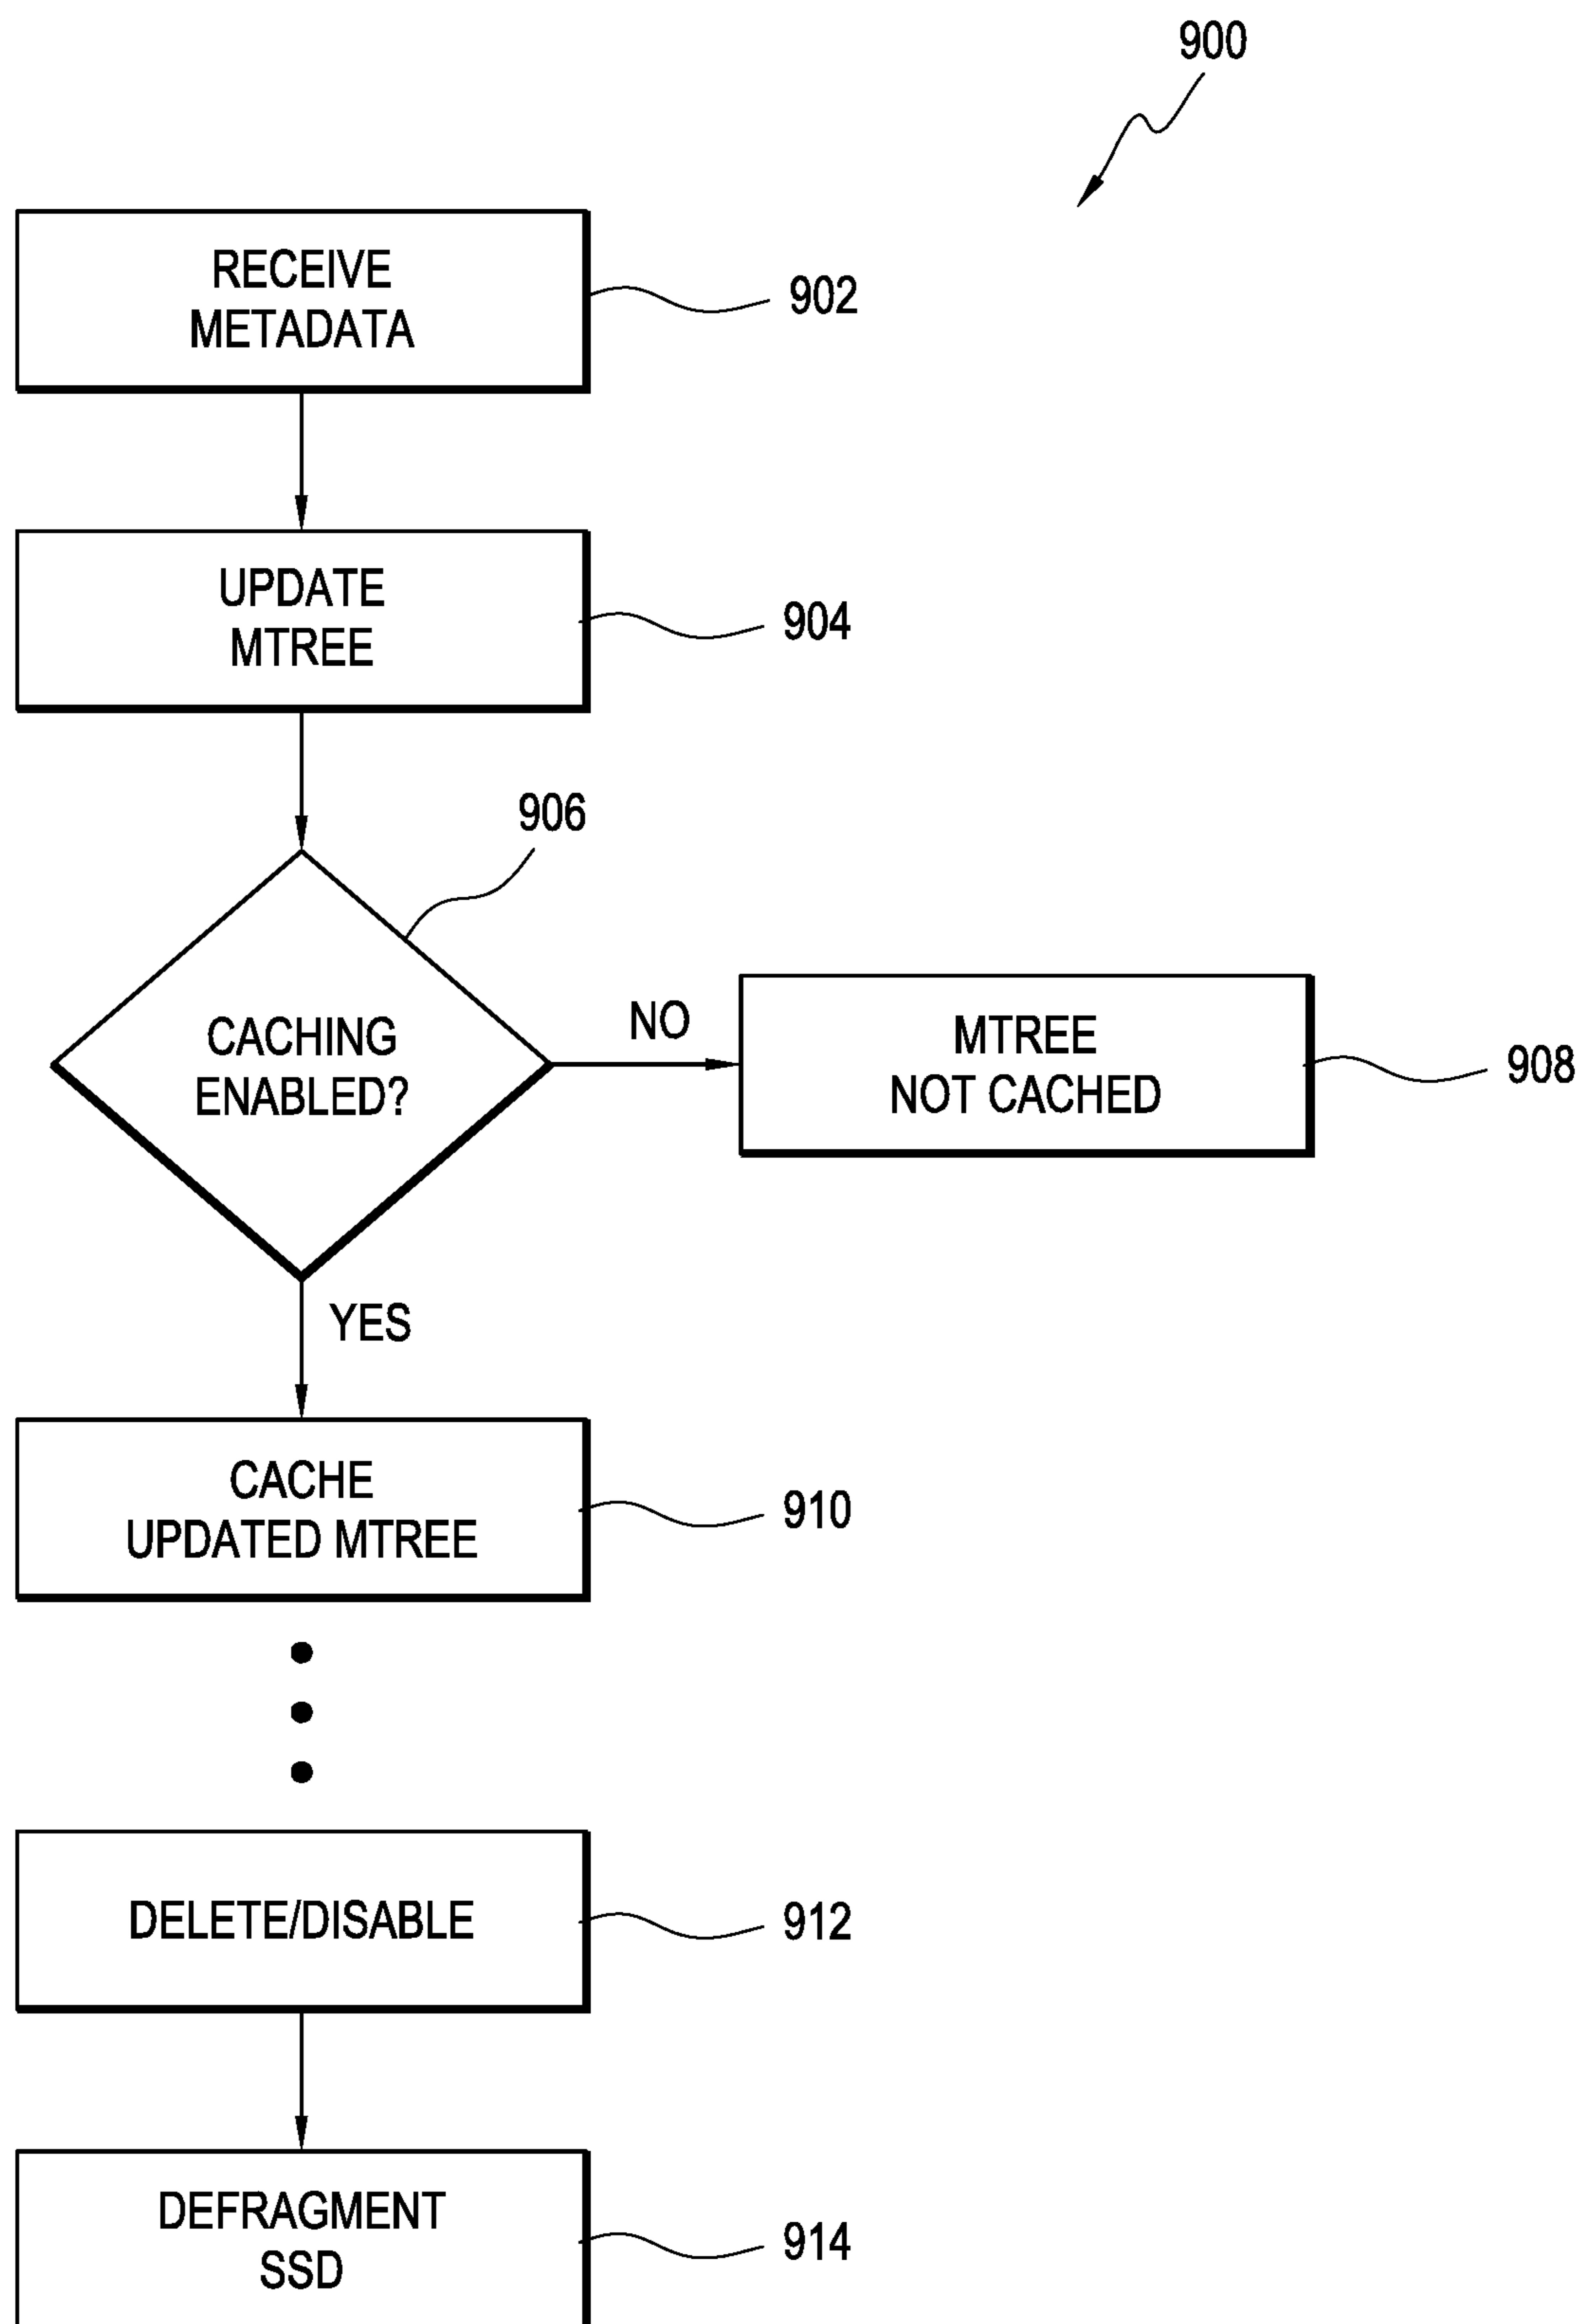 900
RECEIVE
METADATA
902
UPDATE
MTREE
904
906
CACHING
ENABLED?
NO
MTREE
NOT CACHED
908
YES
CACHE
UPDATED MTREE
910
DELETE/DISABLE
912
DEFRAGMENT
SSD
914